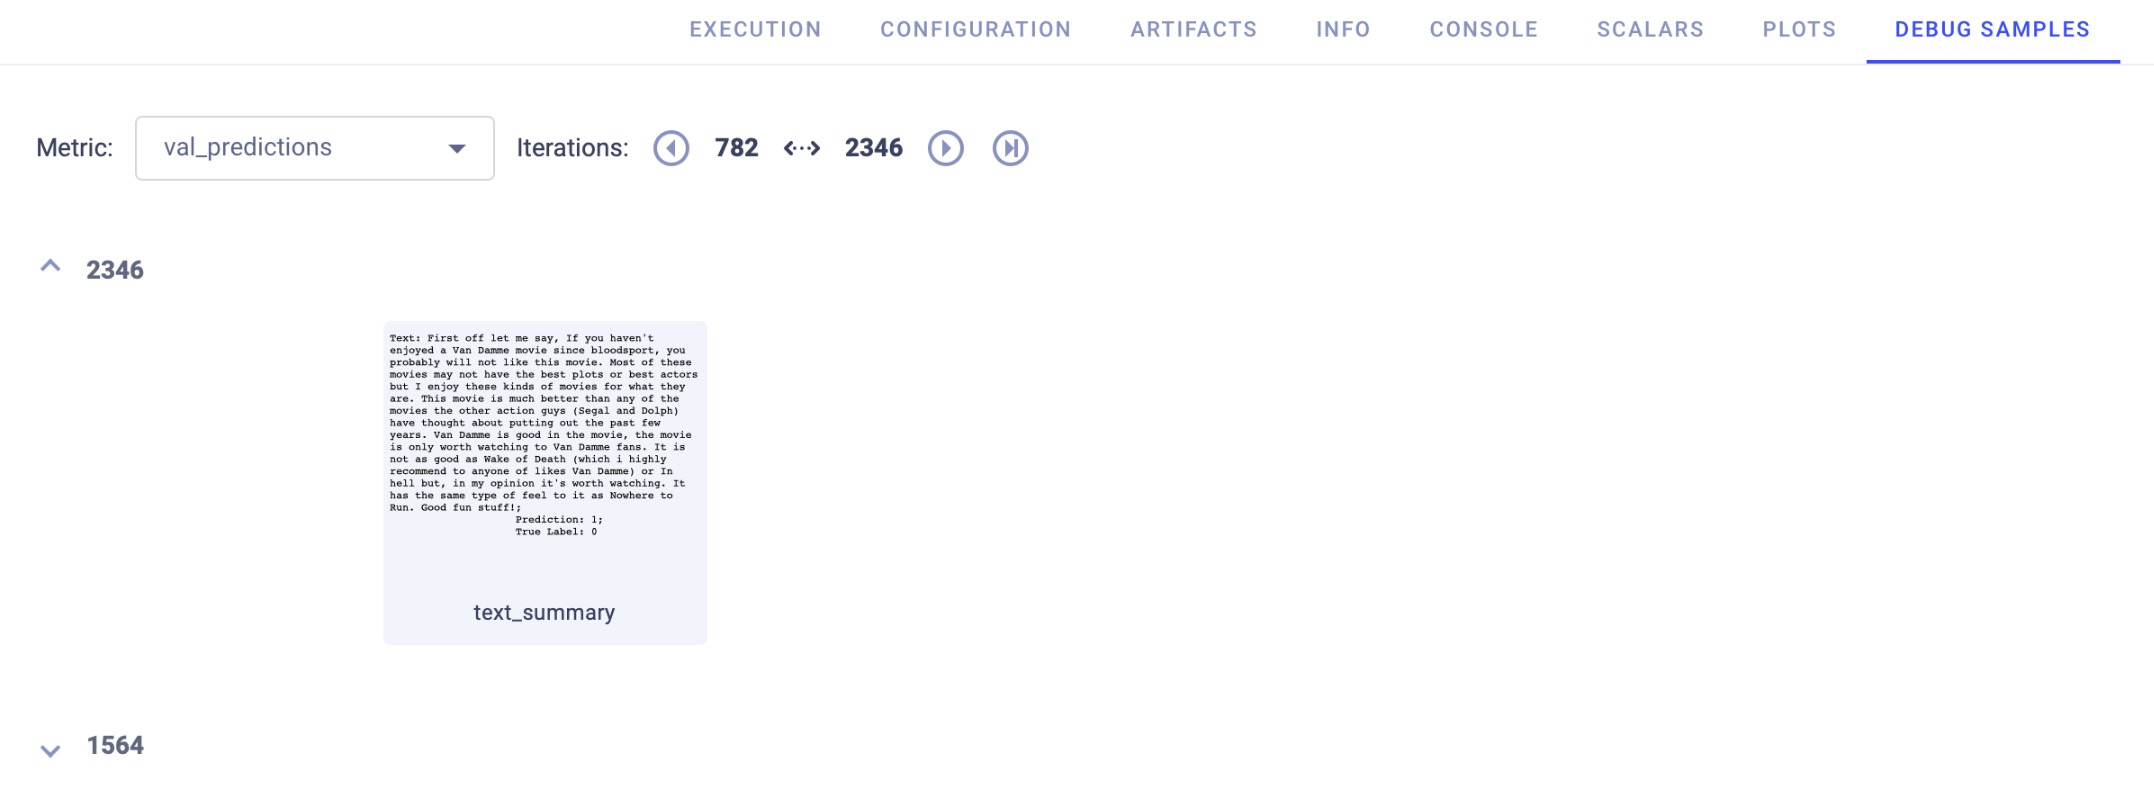 EXECUTION CONFIGURATION ARTIFACTS INFO CONSOLE SCALARS PLOTS DEBUG SAMPLES
Metric: val_predictions Iterations: 782 2346
2346
Text: First off let me say, If you haven't
enjoyed a Van Damme movie since bloodsport, you
probably will not like this movie. Most of these
movies may not have the best plots or best actors
but I enjoy these kinds of movies for what they
are. This movie is much better than any of the
movies the other action guys (Segal and Dolph)
have thought about putting out the past few
years. Van Damme is good in the movie, the movie
is only worth watching to Van Damme fans. It is
not as good as Wake of Death (which i highly
recommend to anyone of likes Van Damme) or In
hell but, in my opinion it's worth watching. It
has the same type of feel to it as Nowhere to
Run. Good fun stuff!;
Prediction: 1;
True Label: 0
text_summary
1564